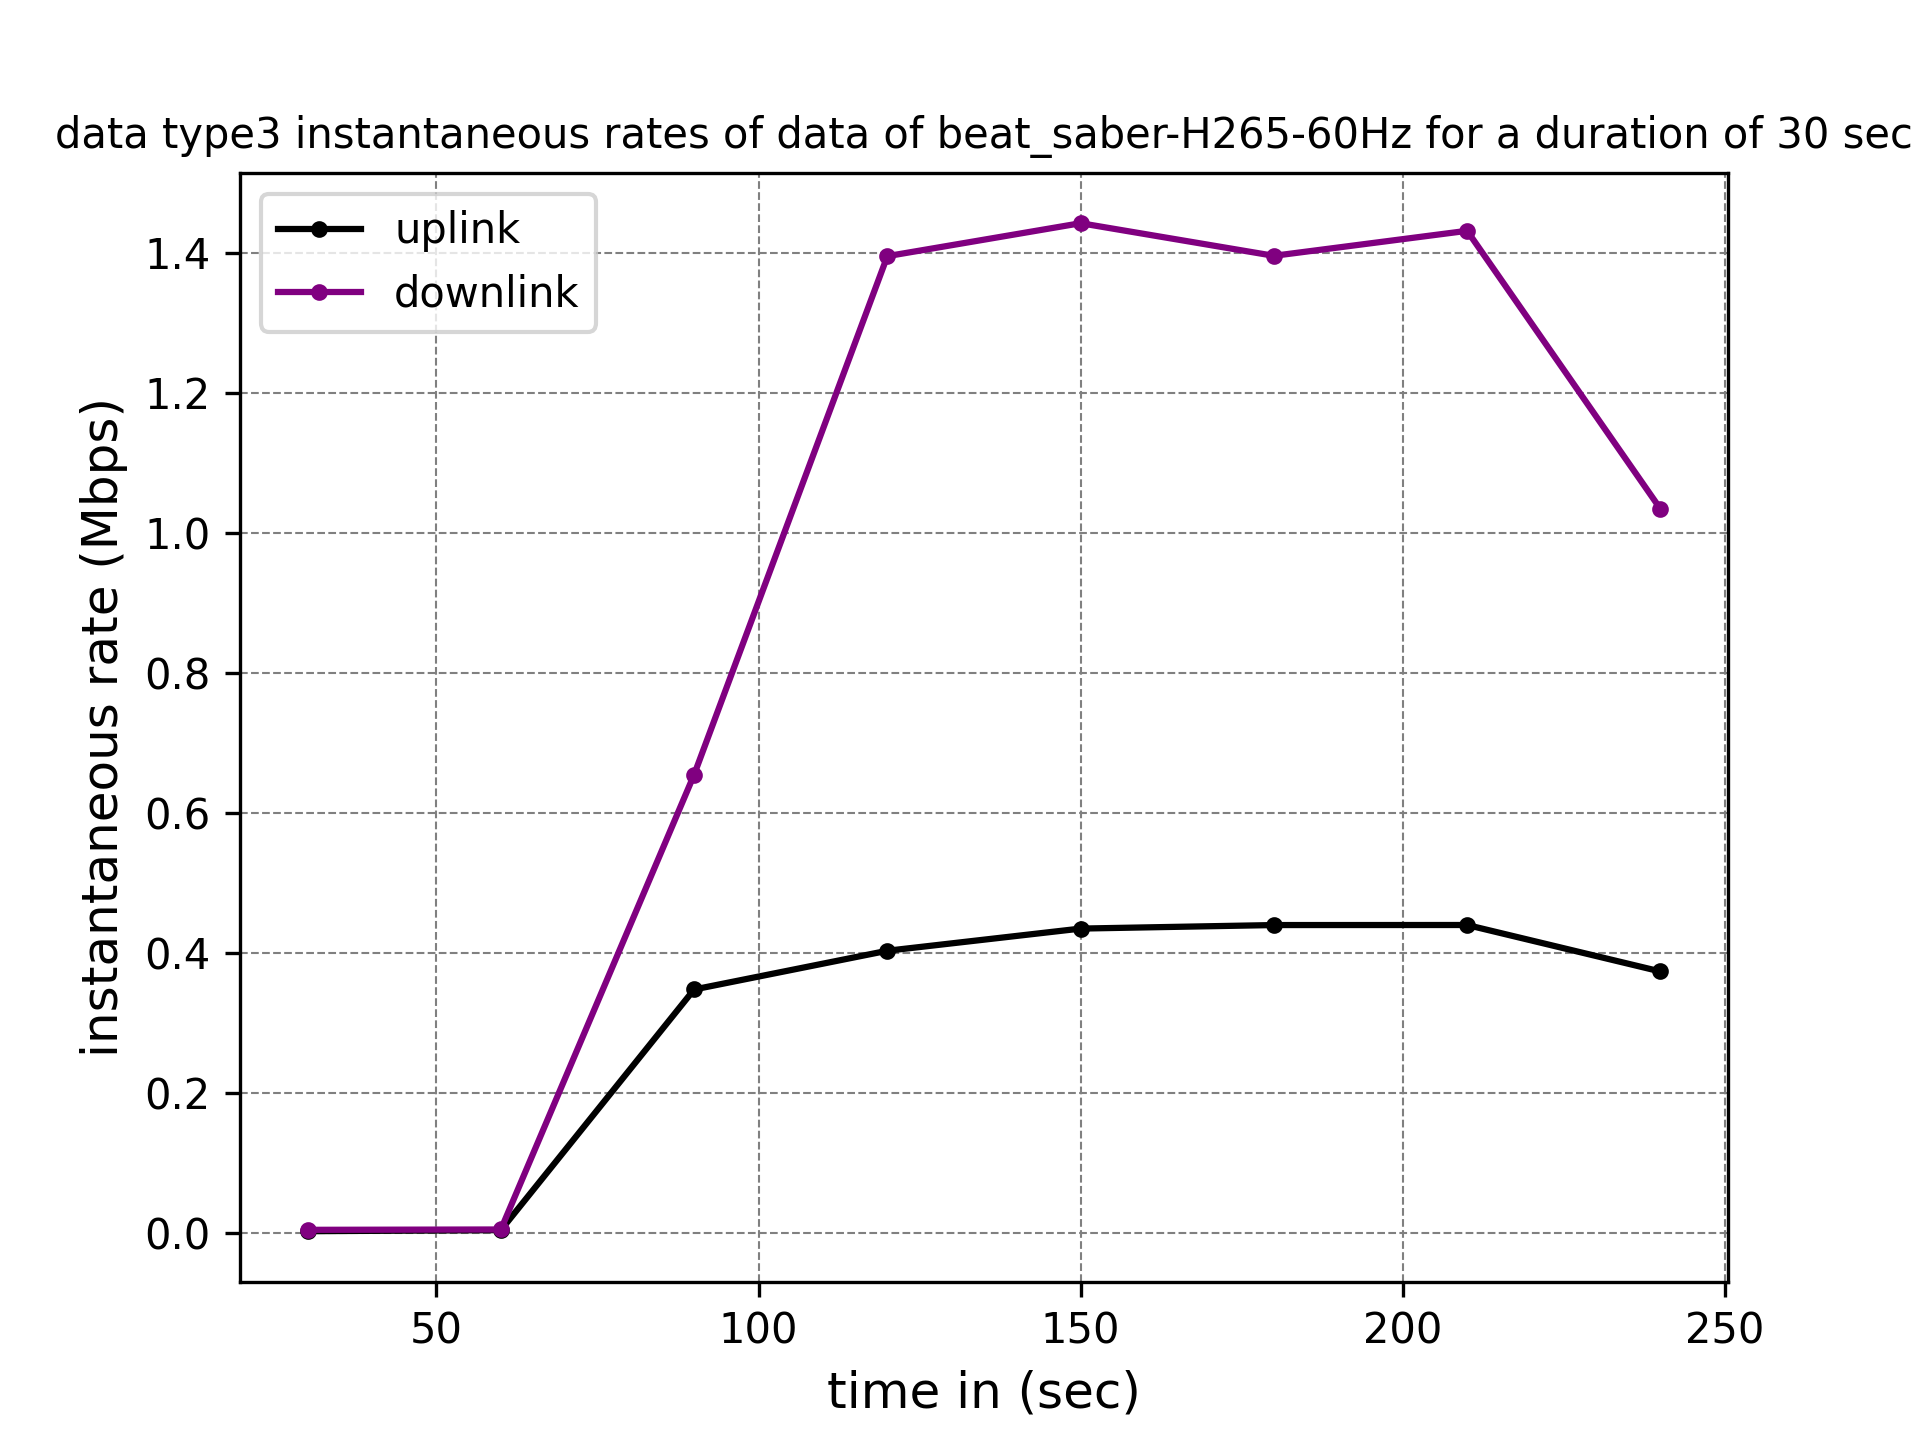 data type3 instantaneous rates of data of beat_saber-H265-60Hz for a duration of 30 sec
uplink
downlink
instantaneous rate (Mbps)
1.4
1.2
1.0
0.8
0.6
0.4
0.2
0.0
50 100 150 200 250
time in (sec)